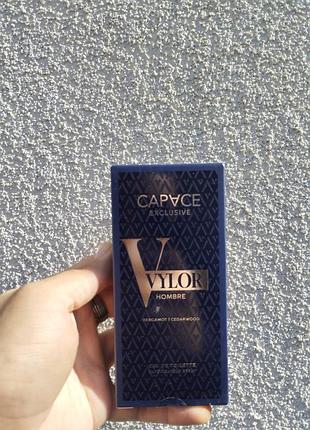 CAPACE
EXCLUSIVE
VYLOR
HOMBRE
BERGAMOT | CEDARWOOD
EAU DE TOILETTE